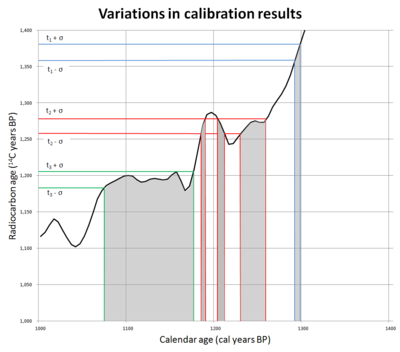 Variations in calibration results
1,400
t1 + σ
t1 - σ
1,350
1,300
t2 + σ
t2 - σ
1,250
t3 + σ
1,200
t3 - σ
1,150
1,100
1,050
1,000
Radiocarbon age (¹⁴C years BP)
1000 1100 1200 1300 1400
Calendar age (cal years BP)